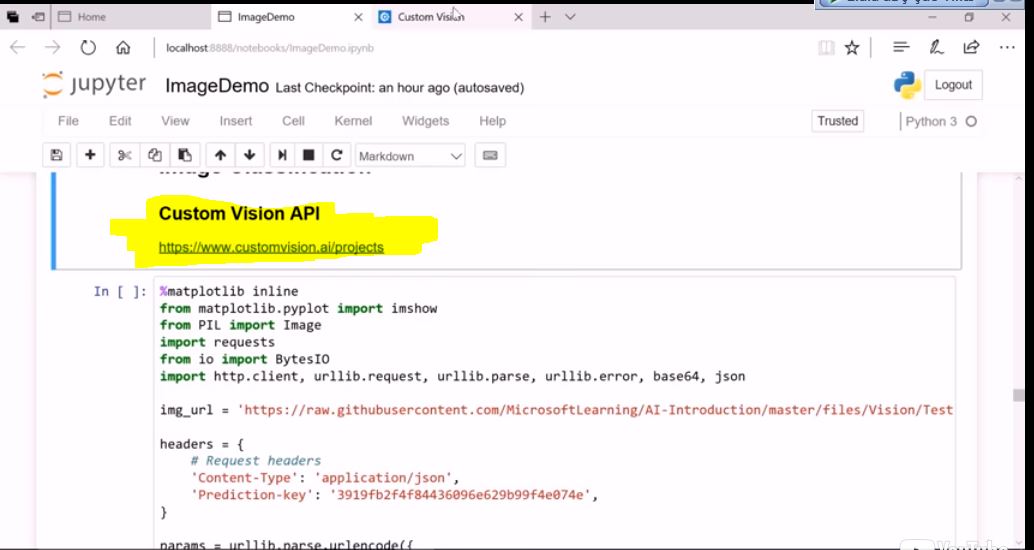 Home
ImageDemo
Custom Vision
localhost:8888/notebooks/ImageDemo.ipynb
jupyter ImageDemo Last Checkpoint: an hour ago (autosaved)
Logout
File Edit View Insert Cell Kernel Widgets Help
Trusted
Python 3
Markdown
Image Classification
Custom Vision API
https://www.customvision.ai/projects
In [ ]: %matplotlib inline
from matplotlib.pyplot import imshow
from PIL import Image
import requests
from io import BytesIO
import http.client, urllib.request, urllib.parse, urllib.error, base64, json
img_url = 'https://raw.githubusercontent.com/MicrosoftLearning/AI-Introduction/master/files/Vision/Test
headers = {
# Request headers
'Content-Type': 'application/json',
'Prediction-key': '3919fb2f4f84436096e629b99f4e074e',
}
params = urllib.parse.urlencode({
YouTube